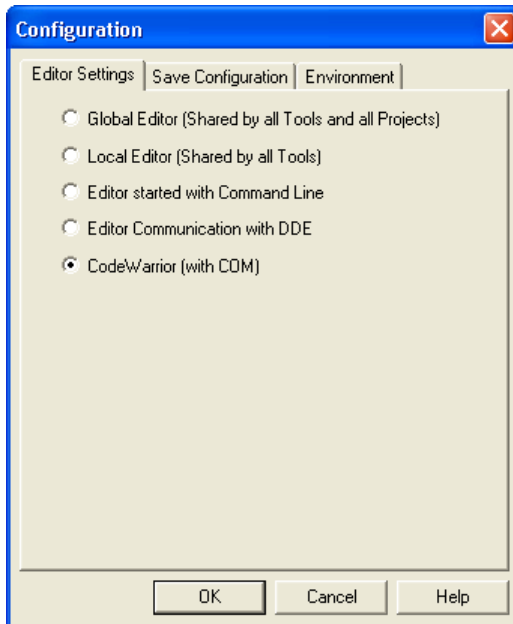 Configuration
Editor Settings Save Configuration Environment
Global Editor (Shared by all Tools and all Projects)
Local Editor (Shared by all Tools)
Editor started with Command Line
Editor Communication with DDE
CodeWarrior (with COM)
OK Cancel Help